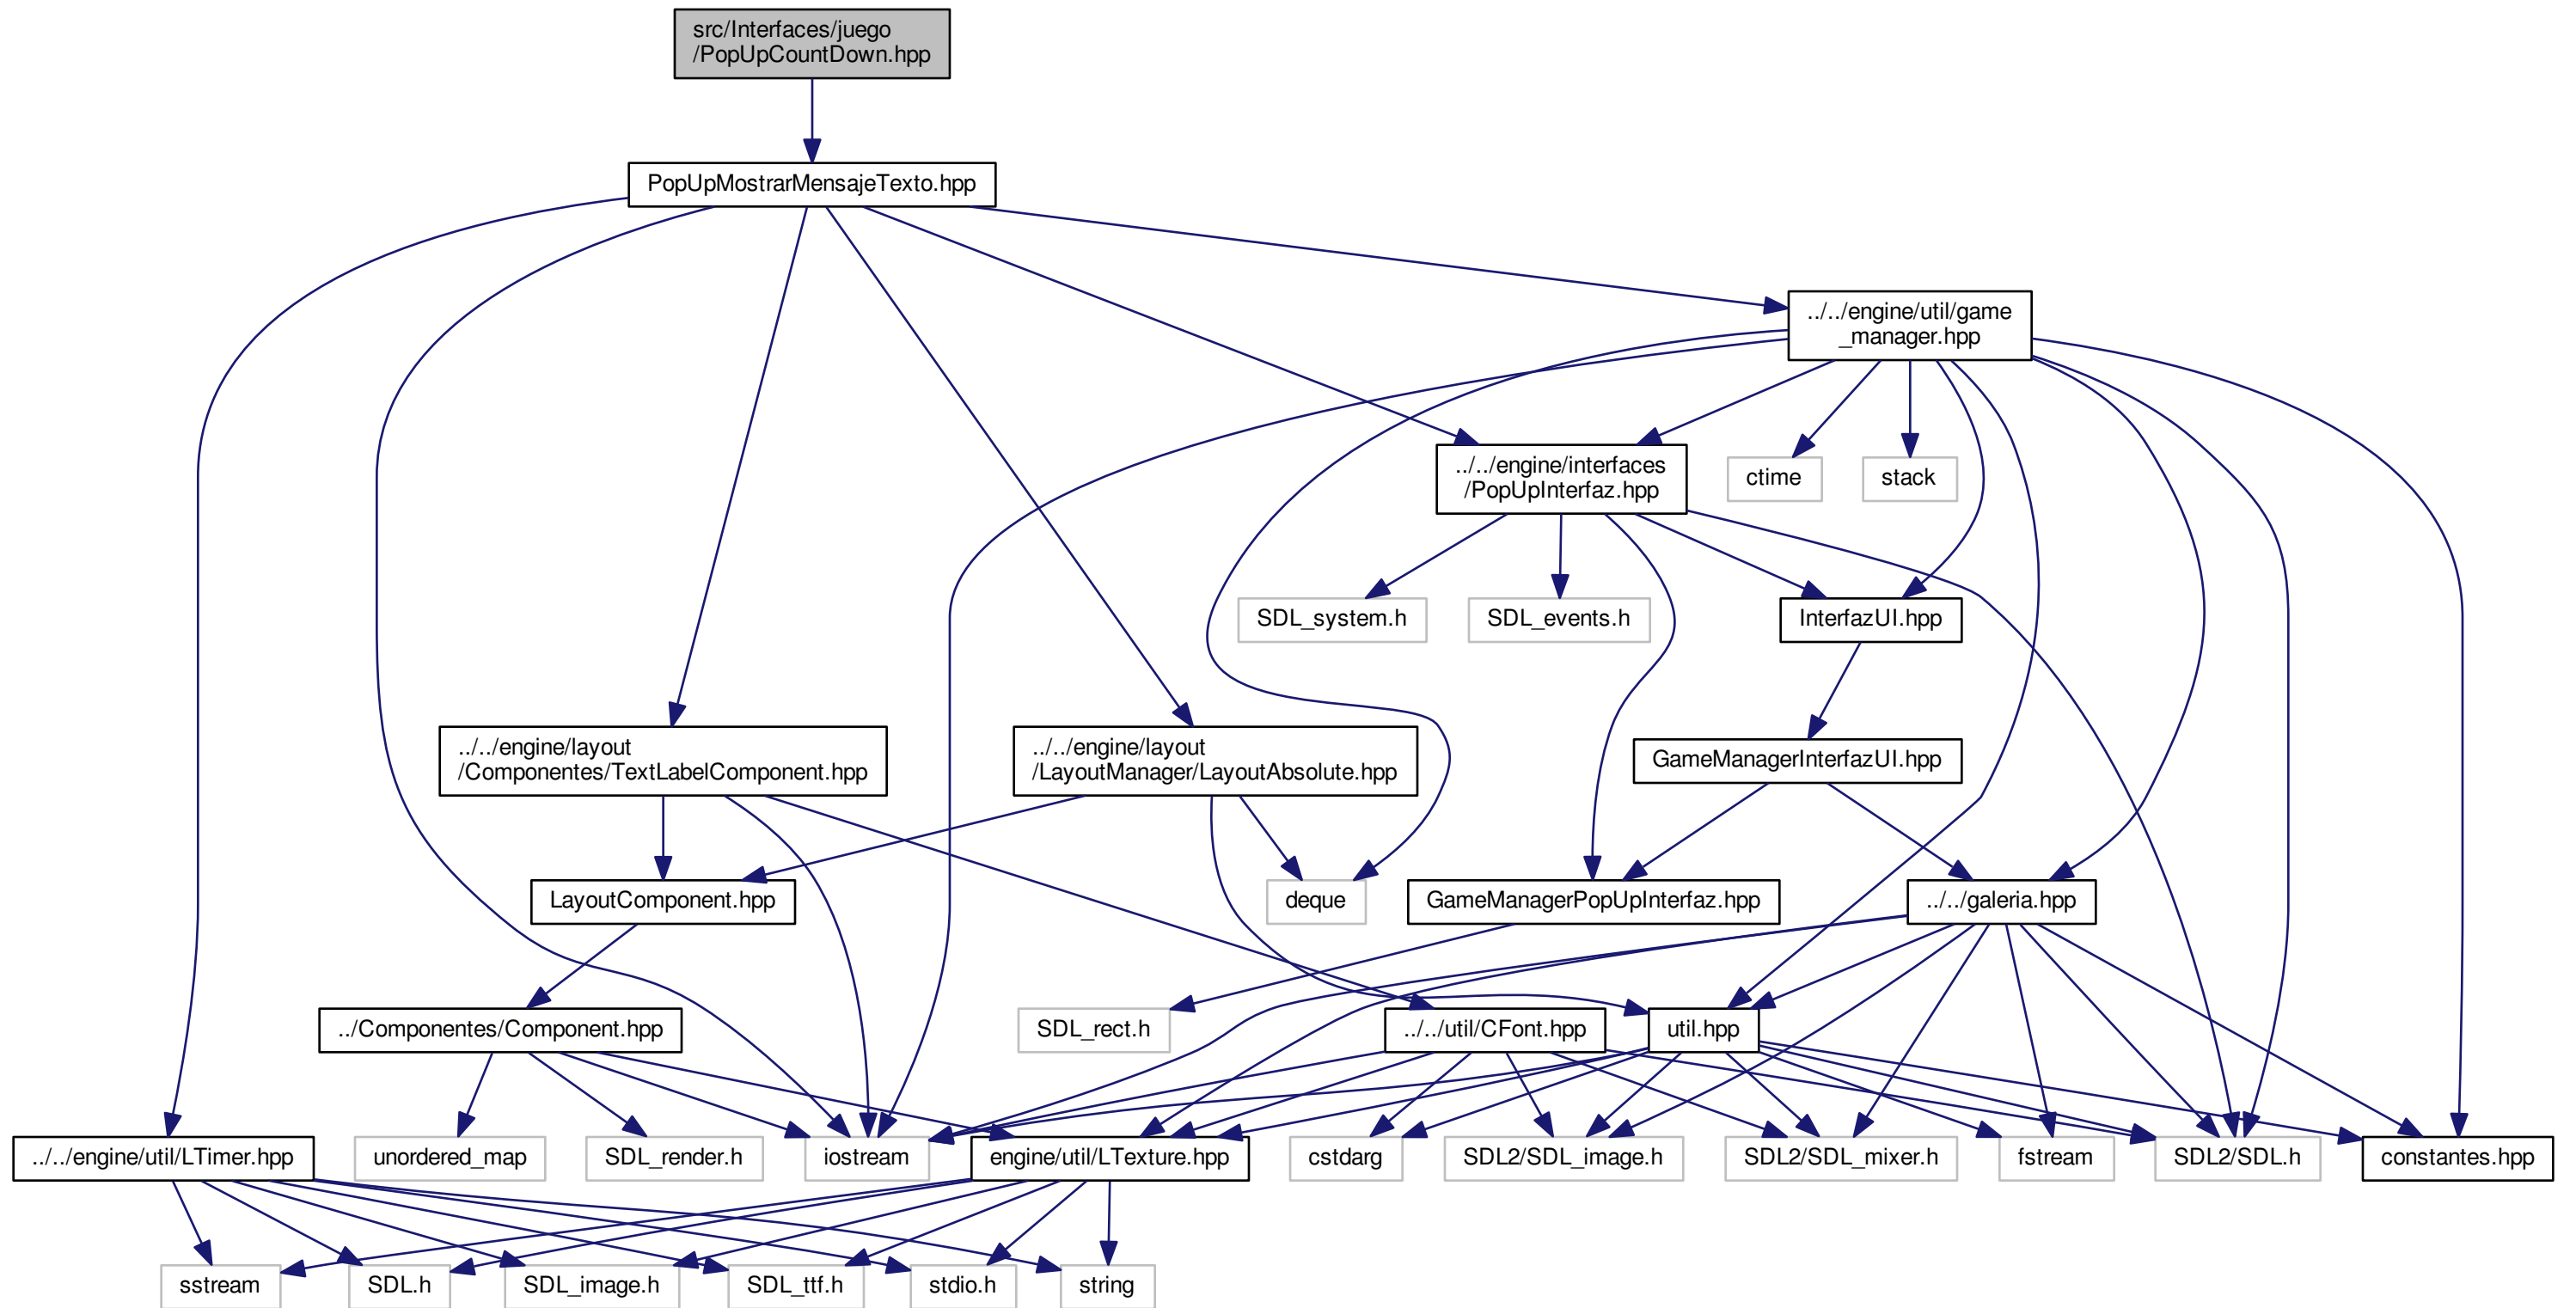 src/Interfaces/juego
/PopUpCountDown.hpp
PopUpMostrarMensajeTexto.hpp
../../engine/util/game
_manager.hpp
../../engine/interfaces
/PopUpInterfaz.hpp
ctime
stack
SDL_system.h
SDL_events.h
InterfazUI.hpp
../../engine/layout
/Componentes/TextLabelComponent.hpp
../../engine/layout
/LayoutManager/LayoutAbsolute.hpp
GameManagerInterfazUI.hpp
LayoutComponent.hpp
deque
GameManagerPopUpInterfaz.hpp
../../galeria.hpp
../Componentes/Component.hpp
SDL_rect.h
../../util/CFont.hpp
util.hpp
../../engine/util/LTimer.hpp
unordered_map
SDL_render.h
iostream
engine/util/LTexture.hpp
cstdarg
SDL2/SDL_image.h
SDL2/SDL_mixer.h
fstream
SDL2/SDL.h
constantes.hpp
sstream
SDL.h
SDL_image.h
SDL_ttf.h
stdio.h
string